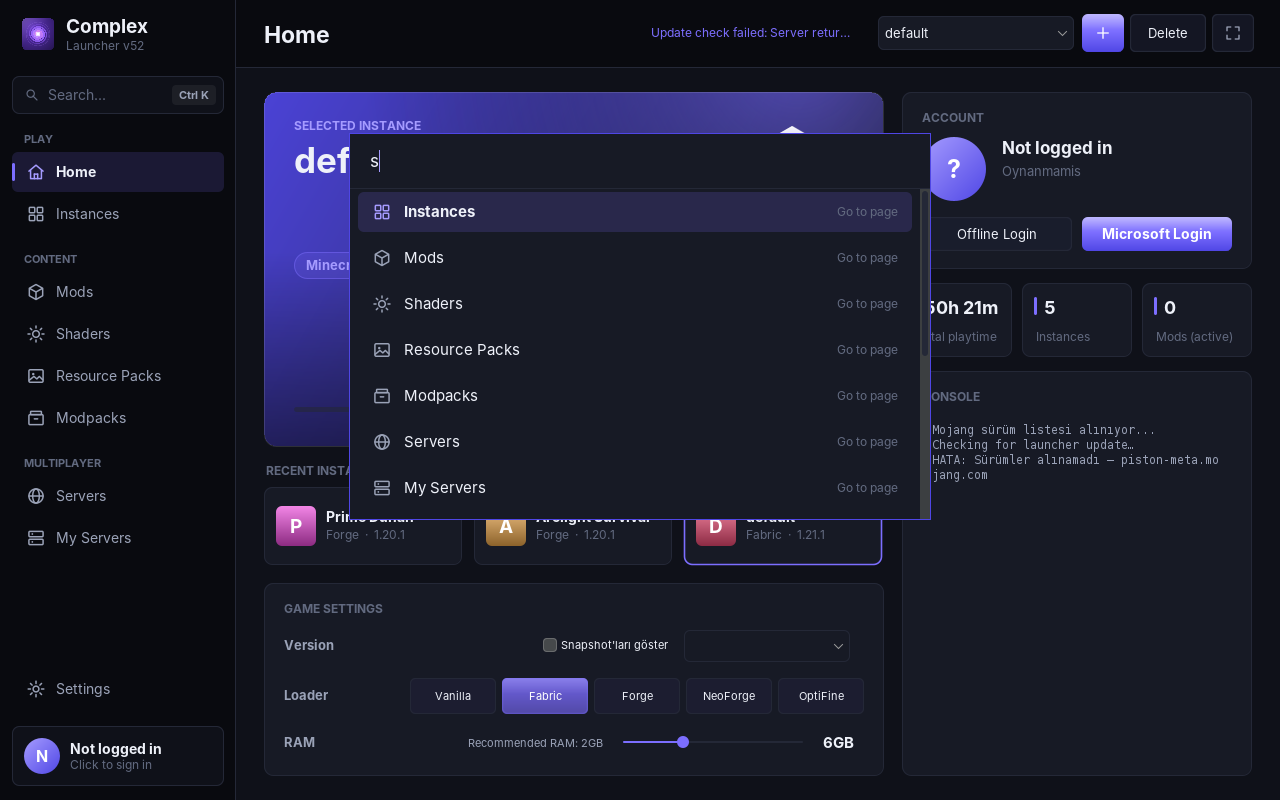 Complex
Launcher v52
Search...
Ctrl K
PLAY
Home
Instances
CONTENT
Mods
Shaders
Resource Packs
Modpacks
MULTIPLAYER
Servers
My Servers
Settings
N
Not logged in
Click to sign in
Home
Update check failed: Server retur...
default
Delete
SELECTED INSTANCE
s
Instances
Go to page
Mods
Go to page
Shaders
Go to page
Resource Packs
Go to page
Modpacks
Go to page
Servers
Go to page
My Servers
Go to page
RECENT
P
Forge · 1.20.1
A
Forge · 1.20.1
D
default
Fabric · 1.21.1
GAME SETTINGS
Version
Snapshot'ları göster
Loader
Vanilla
Fabric
Forge
NeoForge
OptiFine
RAM
Recommended RAM: 2GB
6GB
ACCOUNT
?
Not logged in
Oynanmamis
Offline Login
Microsoft Login
21m
playtime
5
Instances
0
Mods (active)
Mojang sürüm listesi alınıyor...
Checking for launcher update…
HATA: Sürümler alınamadı — piston-meta.mo
jang.com